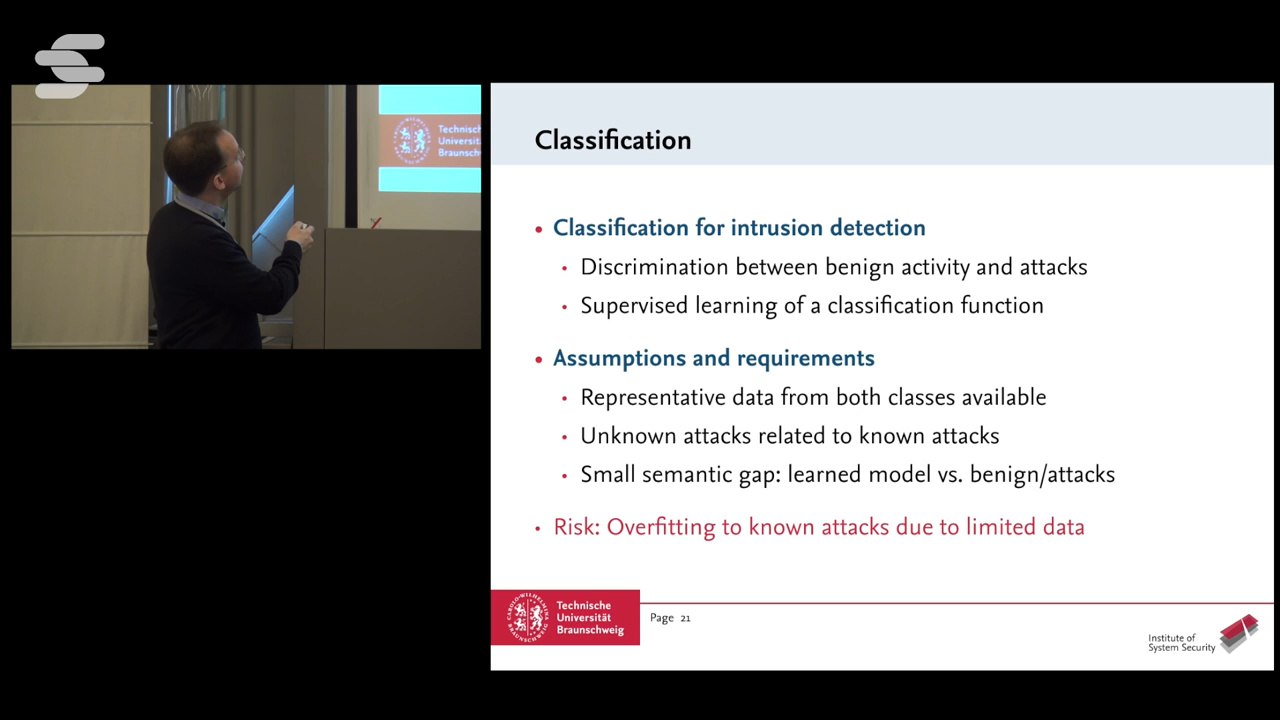 Technisch
Universitä
Braunsch
Classification
• Classification for intrusion detection
• Discrimination between benign activity and attacks
• Supervised learning of a classification function
• Assumptions and requirements
• Representative data from both classes available
• Unknown attacks related to known attacks
• Small semantic gap: learned model vs. benign/attacks
• Risk: Overfitting to known attacks due to limited data
Technische
Universität
Braunschweig
Page 21
Institute of
System Security